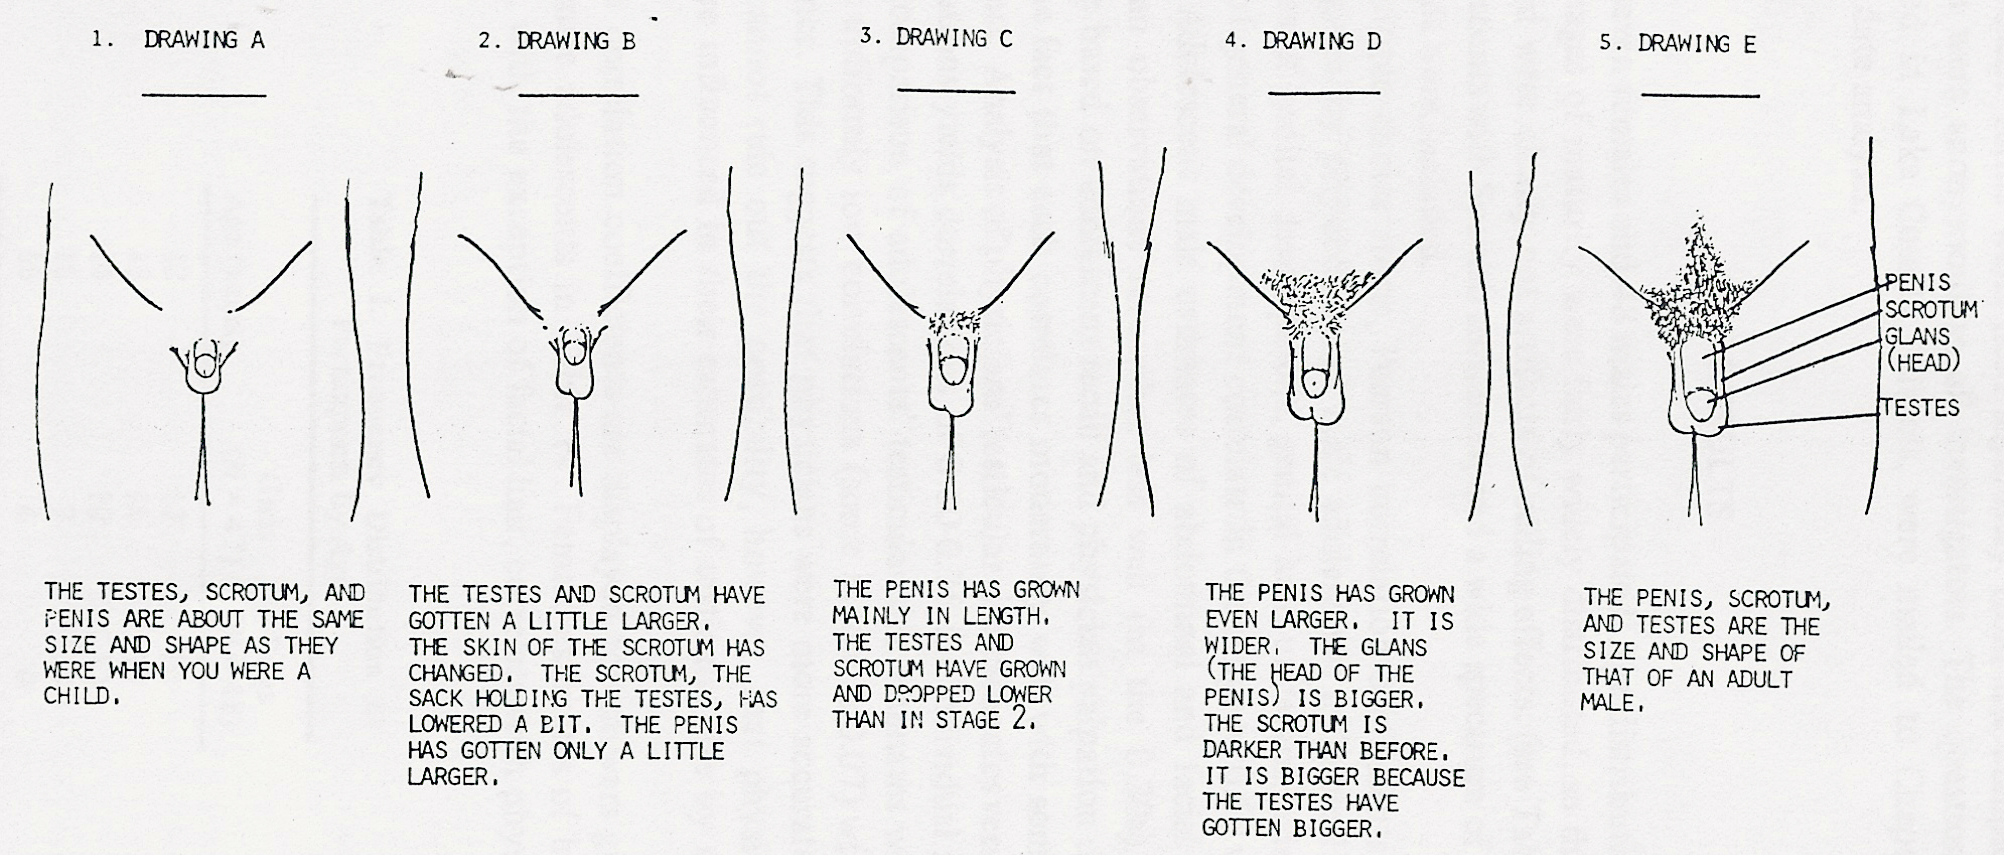 1. DRAWING A
2. DRAWING B
3. DRAWING C
4. DRAWING D
5. DRAWING E
PENIS
SCROTUM
GLANS
(HEAD)
TESTES
THE TESTES, SCROTUM, AND
PENIS ARE ABOUT THE SAME
SIZE AND SHAPE AS THEY
WERE WHEN YOU WERE A
CHILD.
THE TESTES AND SCROTUM HAVE
GOTTEN A LITTLE LARGER.
THE SKIN OF THE SCROTUM HAS
CHANGED. THE SCROTUM, THE
SACK HOLDING THE TESTES, HAS
LOWERED A BIT. THE PENIS
HAS GOTTEN ONLY A LITTLE
LARGER.
THE PENIS HAS GROWN
MAINLY IN LENGTH.
THE TESTES AND
SCROTUM HAVE GROWN
AND DROPPED LOWER
THAN IN STAGE 2.
THE PENIS HAS GROWN
EVEN LARGER. IT IS
WIDER. THE GLANS
(THE HEAD OF THE
PENIS) IS BIGGER.
THE SCROTUM IS
DARKER THAN BEFORE.
IT IS BIGGER BECAUSE
THE TESTES HAVE
GOTTEN BIGGER.
THE PENIS, SCROTUM,
AND TESTES ARE THE
SIZE AND SHAPE OF
THAT OF AN ADULT
MALE.